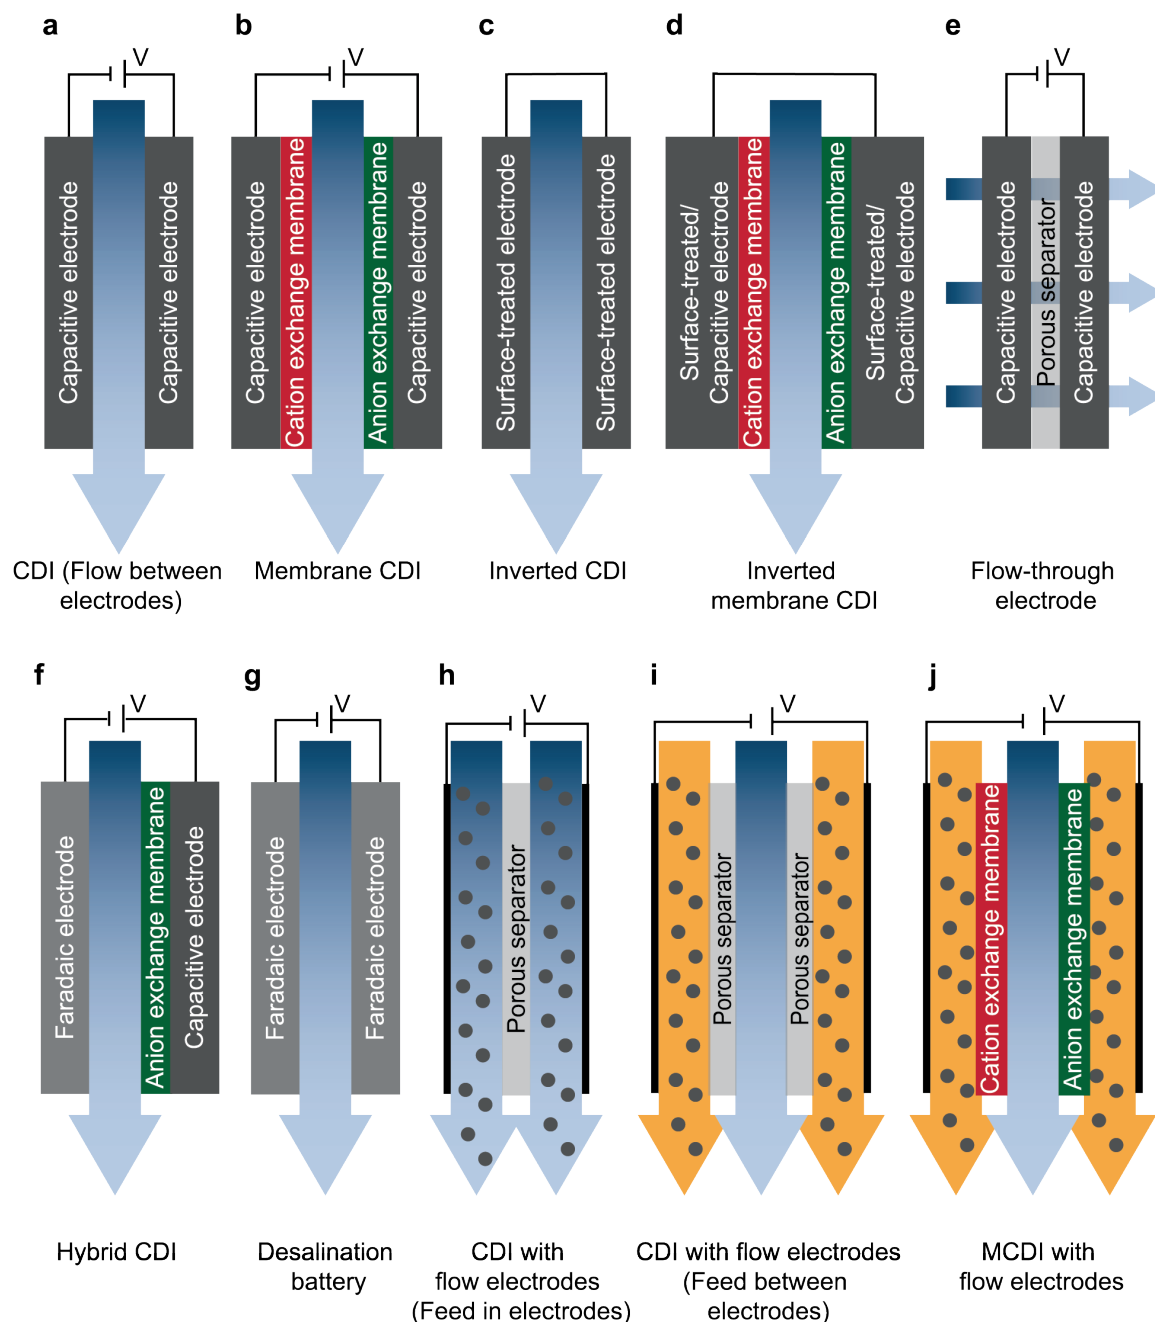 a
b
c
d
e
V
V
V
Capacitive electrode
Capacitive electrode
Capacitive electrode
Cation exchange membrane
Anion exchange membrane
Capacitive electrode
Surface-treated electrode
Surface-treated electrode
Surface-treated/
Capacitive electrode
Cation exchange membrane
Anion exchange membrane
Surface-treated/
Capacitive electrode
Capacitive electrode
Porous separator
Capacitive electrode
CDI (Flow between
electrodes)
Membrane CDI
Inverted CDI
Inverted
membrane CDI
Flow-through
electrode
f
g
h
i
j
V
V
V
V
V
Faradaic electrode
Anion exchange membrane
Capacitive electrode
Faradaic electrode
Faradaic electrode
Porous separator
Porous separator
Porous separator
Cation exchange membrane
Anion exchange membrane
Hybrid CDI
Desalination
battery
CDI with
flow electrodes
(Feed in electrodes)
CDI with flow electrodes
(Feed between
electrodes)
MCDI with
flow electrodes